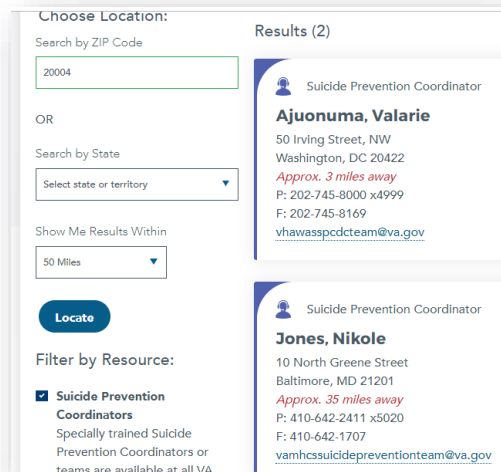 Choose Location:
Search by ZIP Code
20004
OR
Search by State
Select state or territory
Show Me Results Within
50 Miles
Locate
Filter by Resource:
Suicide Prevention
Coordinators
Specially trained Suicide
Prevention Coordinators or
teams are available at all VA
Results (2)
Suicide Prevention Coordinator
Ajuonuma, Valarie
50 Irving Street, NW
Washington, DC 20422
Approx. 3 miles away
P: 202-745-8000 x4999
F: 202-745-8169
vhawasspcdcteam@va.gov
Suicide Prevention Coordinator
Jones, Nikole
10 North Greene Street
Baltimore, MD 21201
Approx. 35 miles away
P: 410-642-2411 x5020
F: 410-642-1707
vamhcssuicidepreventionteam@va.gov